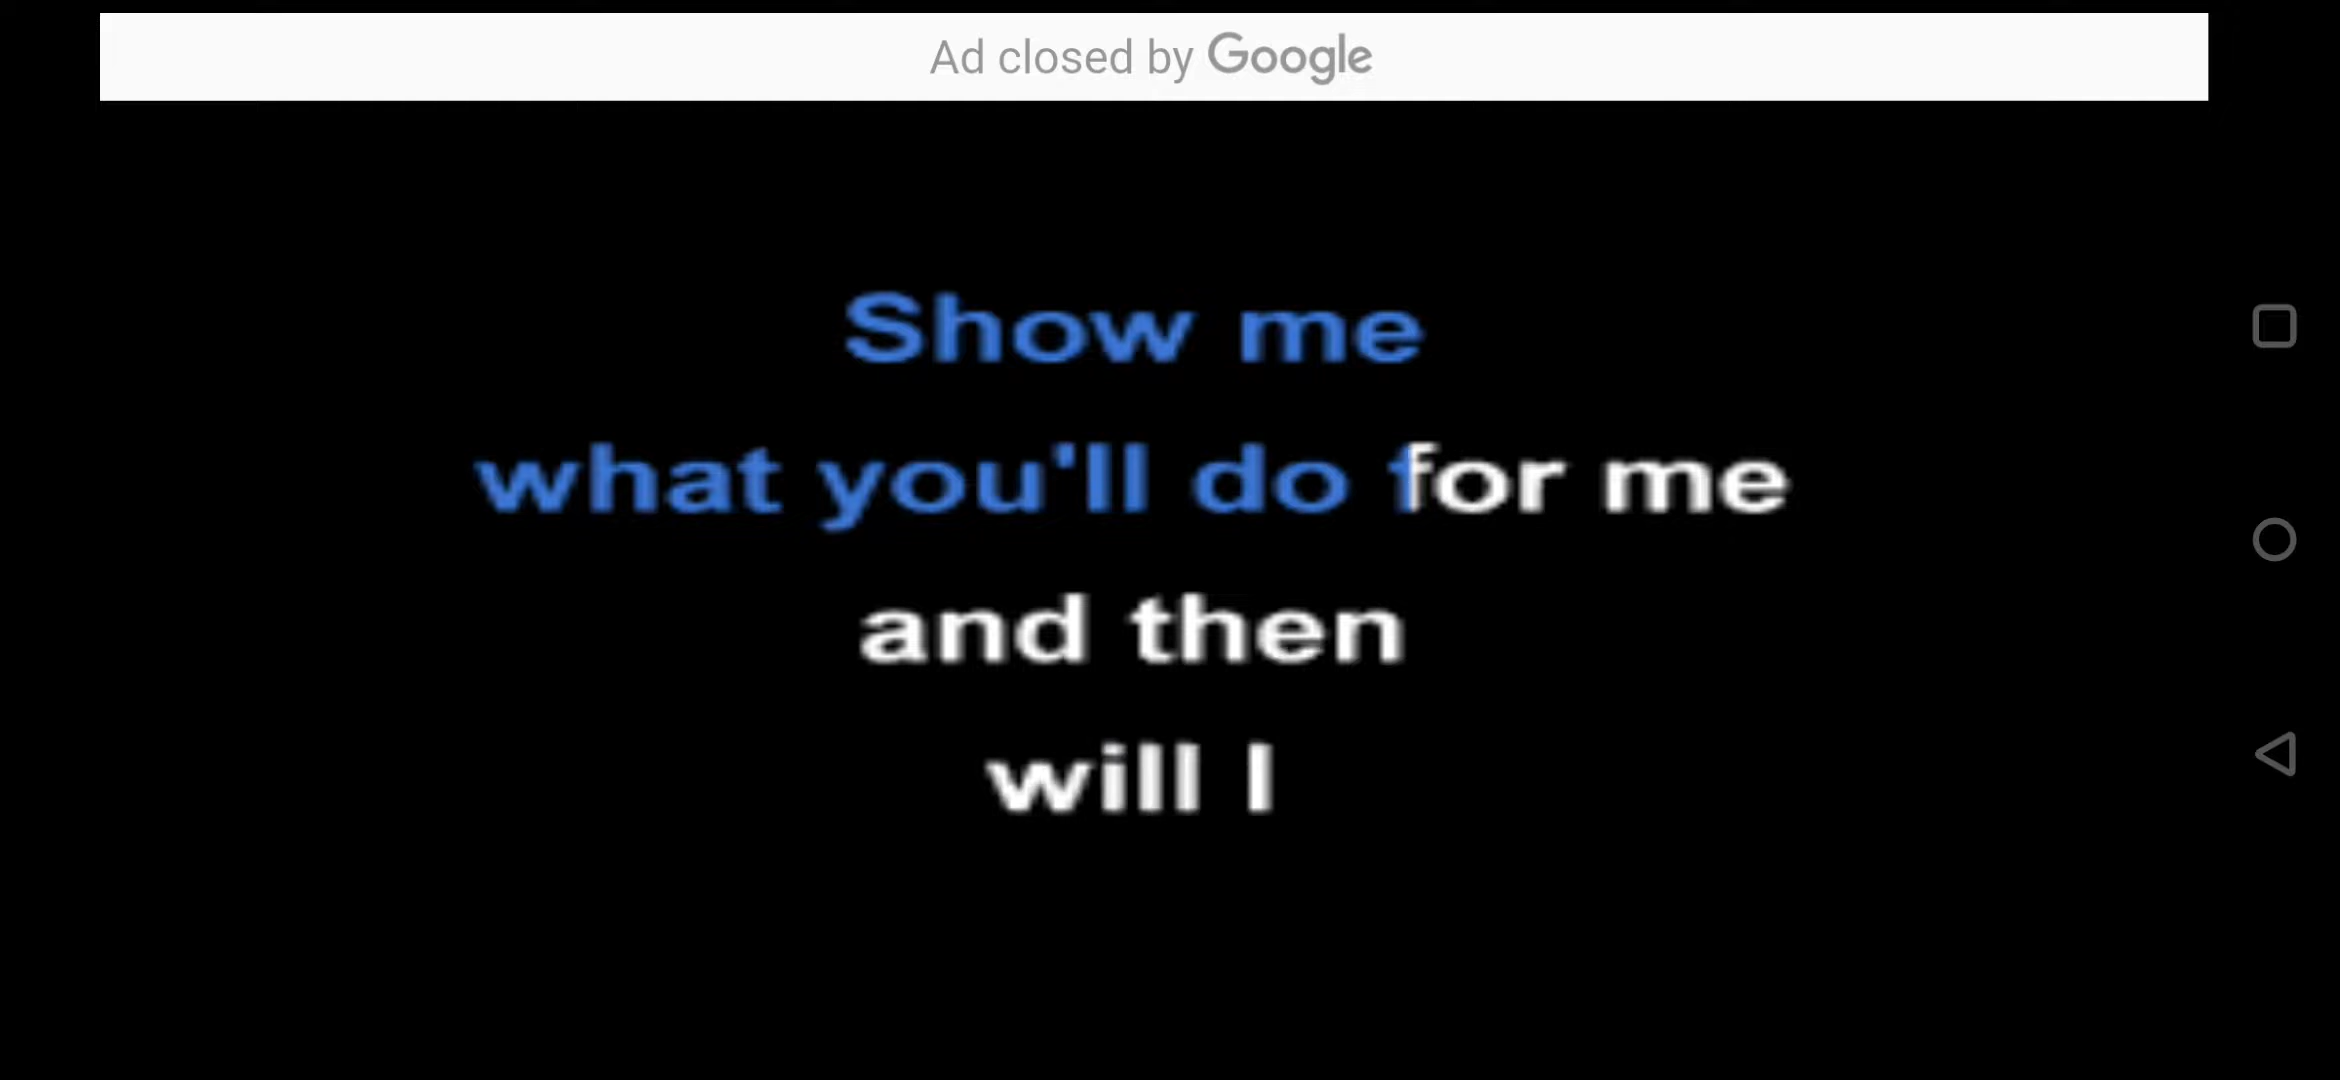 Ad closed by Google
Show me
what you'll do for me
and then
will I